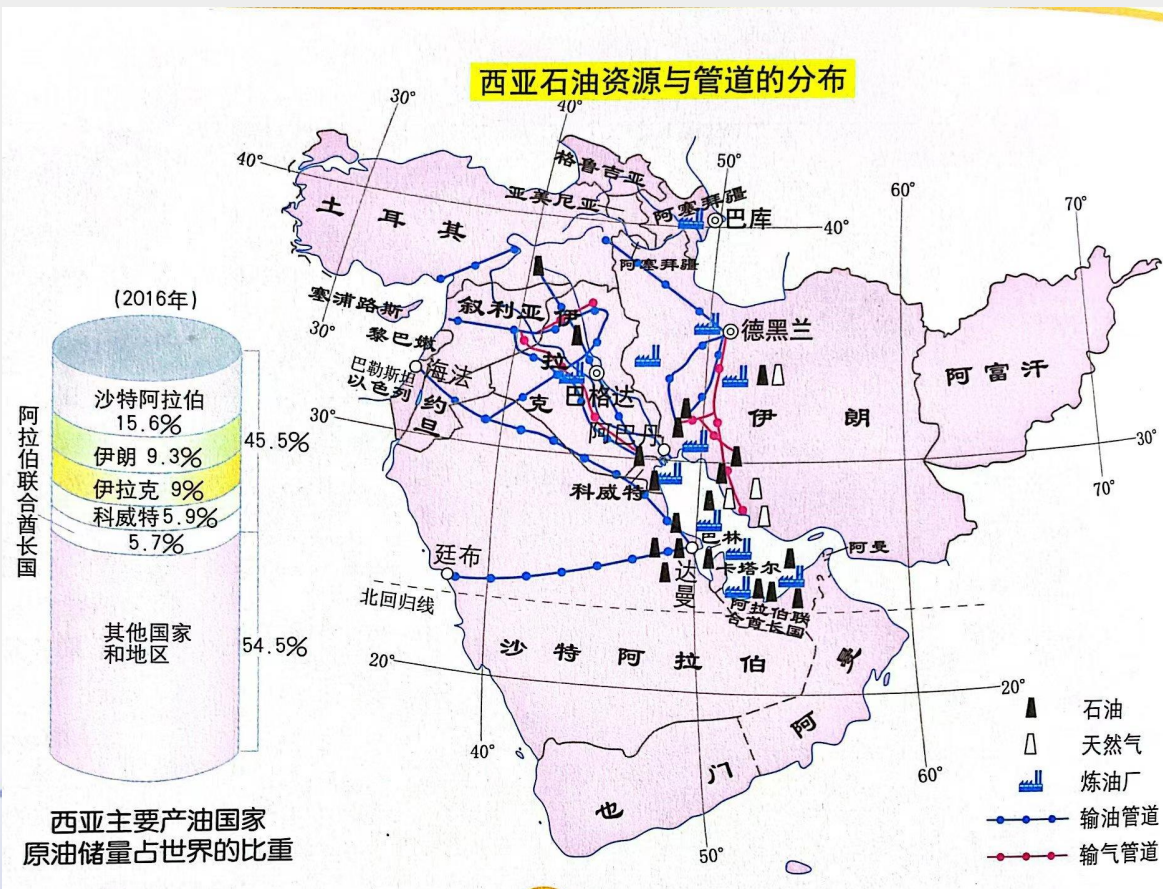 西亚石油资源与管道的分布
30°
40°
50°
60°
70°
40°
格鲁吉亚
亚美尼亚
阿塞拜疆
巴库
40°
土耳其
阿塞拜疆
塞浦路斯
叙利亚
伊拉克
德黑兰
30°
黎巴嫩
海法
巴勒斯坦
以色列
约旦
巴格达
伊朗
阿富汗
30°
阿巴丹
30°
70°
科威特
巴林
阿曼
廷布
达曼
卡塔尔
北回归线
阿拉伯联
合酋长国
沙特阿拉伯
20°
20°
阿曼
也门
40°
50°
60°
石油
天然气
炼油厂
输油管道
输气管道
(2016年)
沙特阿拉伯
15.6%
伊朗 9.3%
伊拉克 9%
科威特5.9%
5.7%
阿拉伯联合酋长国
45.5%
其他国家
和地区
54.5%
西亚主要产油国家
原油储量占世界的比重